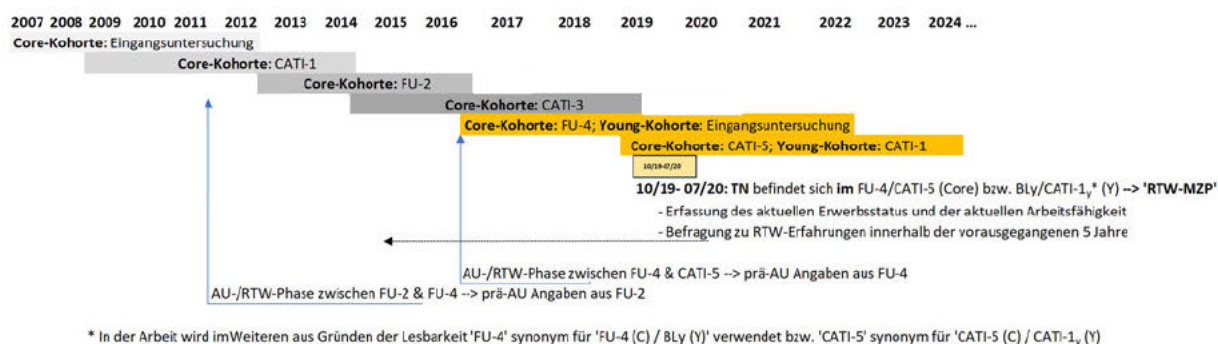 2007 2008 2009 2010 2011 2012 2013 2014 2015 2016 2017 2018 2019 2020 2021 2022 2023 2024 ...
Core-Kohorte: Eingangsuntersuchung
Core-Kohorte: CATI-1
Core-Kohorte: FU-2
Core-Kohorte: CATI-3
Core-Kohorte: FU-4; Young-Kohorte: Eingangsuntersuchung
Core-Kohorte: CATI-5; Young-Kohorte: CATI-1
10/19-07/20
10/19- 07/20: TN befindet sich im FU-4/CATI-5 (Core) bzw. BLy/CATI-1y* (Y) --> 'RTW-MZP'
- Erfassung des aktuellen Erwerbsstatus und der aktuellen Arbeitsfähigkeit
- Befragung zu RTW-Erfahrungen innerhalb der vorausgegangenen 5 Jahre
AU-/RTW-Phase zwischen FU-4 & CATI-5 --> prä-AU Angaben aus FU-4
AU-/RTW-Phase zwischen FU-2 & FU-4 --> prä-AU Angaben aus FU-2
* In der Arbeit wird im Weiteren aus Gründen der Lesbarkeit 'FU-4' synonym für 'FU-4 (C) / BLy (Y)' verwendet bzw. 'CATI-5' synonym für 'CATI-5 (C) / CATI-1y (Y)